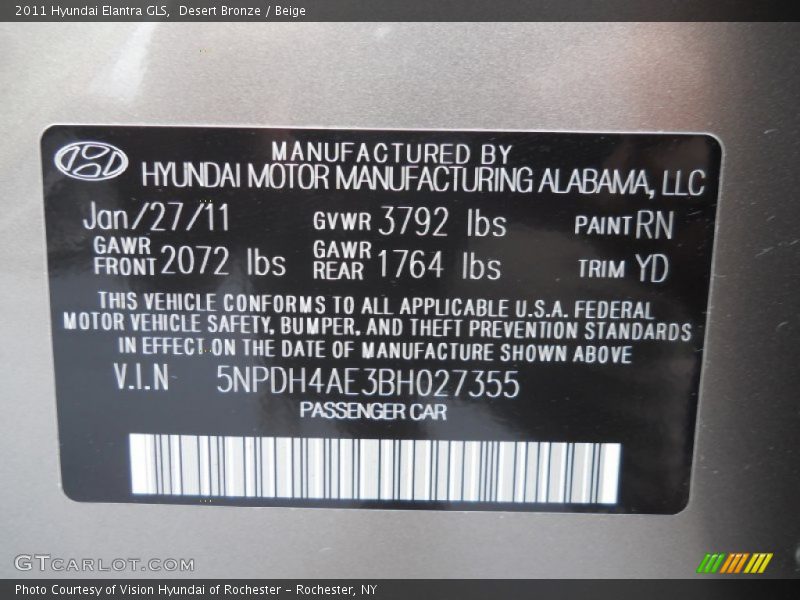 2011 Hyundai Elantra GLS,  Desert Bronze / Beige
MANUFACTURED BY
HYUNDAI MOTOR MANUFACTURING ALABAMA, LLC
Jan/27/11 GVWR 3792 lbs PAINT RN
GAWR FRONT 2072 lbs GAWR REAR 1764 lbs TRIM YD
THIS VEHICLE CONFORMS TO ALL APPLICABLE U.S.A. FEDERAL
MOTOR VEHICLE SAFETY, BUMPER, AND THEFT PREVENTION STANDARDS
IN EFFECT ON THE DATE OF MANUFACTURE SHOWN ABOVE
V.I.N 5NPDH4AE3BH027355
PASSENGER CAR
GTCARLOT.COM
Photo Courtesy of Vision Hyundai of Rochester - Rochester, NY